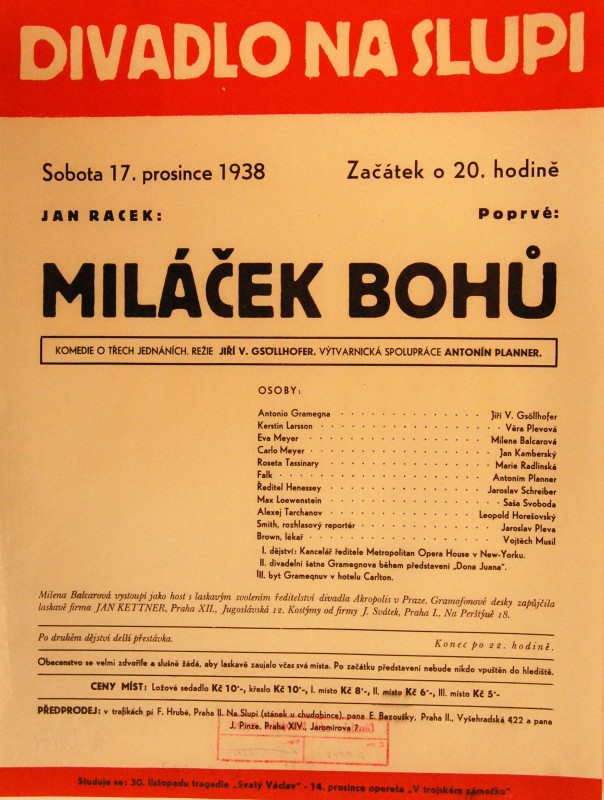 DIVADLO NA SLUPI
Sobota 17. prosince 1938 Začátek o 20. hodině
JAN RACEK: Poprvé:
MILÁČEK BOHŮ
KOMEDIE O TŘECH JEDNÁNÍCH. REŽIE JIŘÍ V. GSÖLLHOFER. VÝTVARNICKÁ SPOLUPRÁCE ANTONÍN PLANNER.
OSOBY:
Antonio Gramegna Jiří V. Gsöllhofer
Kerstin Larsson Věra Plevová
Eva Meyer Milena Balcarová
Carlo Meyer Jan Kamberský
Roseta Tassinary Marie Radlinská
Falk Antonim Planner
Ředitel Henessey Jaroslav Schreiber
Max Loewenstein Saša Svoboda
Alexej Tarchanov Leopold Horešovský
Smith, rozhlasový reportér Jaroslav Pleva
Brown, lékař Vojtěch Musil
I. dějství: Kancelář ředitele Metropolitan Opera House v New-Yorku.
II. divadelní šatna Gramegnova během představení „Dona Juana".
III. byt Gramegnuv v hotelu Carlton.
Milena Balcarová vystoupí jako host s laskavým svolením ředitelství divadla Akropolis v Praze. Gramofonové desky zapůjčila
laskavě firma JAN KETTNER, Praha XII., Jugoslávská 12. Kostýmy od firmy J. Svátek, Praha I., Na Perštýuě 18.
Po druhém dějství delší přestávka. Konec po 22. hodině.
Obecenstvo se velmi zdvořile a slušně žádá, aby laskavě zaujalo včas svá místa. Po začátku představení nebude nikdo vpuštěn do hlediště.
CENY MÍST: Ložové sedadlo Kč 10·-, křeslo Kč 10·-, I. místo Kč 8·-, II. místo Kč 6·-, III. místo Kč 5·-
PŘEDPRODEJ: v trafikách pí F. Hrubé, Praha II. Na Slupi (stánek u chudobince), pana E. Bezoušky, Praha II., Vyšehradská 422 a pana
J. Pinze, Praha XIV., Jaromírova 7.
Studuje se: 30. listopadu tragedie „Svatý Václav" - 14. prosince opereta „V trojském zámečku"